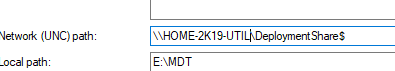 Network (UNC) path: \\HOME-2K19-UTIL\DeploymentShare$
Local path: E:\MDT